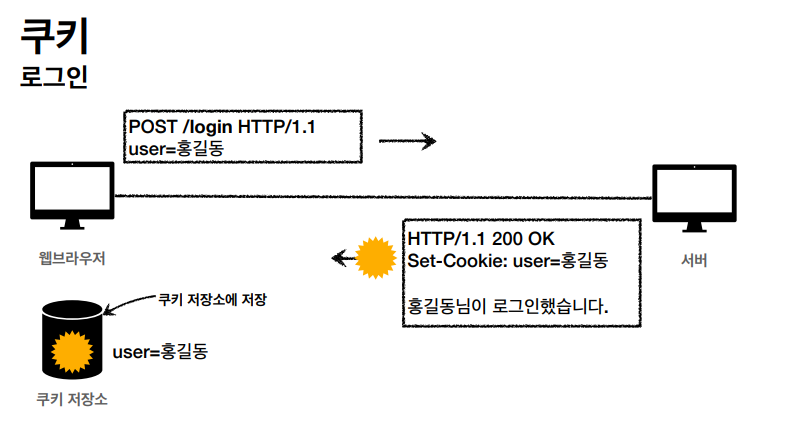 쿠키
로그인
POST /login HTTP/1.1
user=홍길동
웹브라우저
HTTP/1.1 200 OK
Set-Cookie: user=홍길동
홍길동님이 로그인했습니다.
서버
쿠키 저장소에 저장
user=홍길동
쿠키 저장소